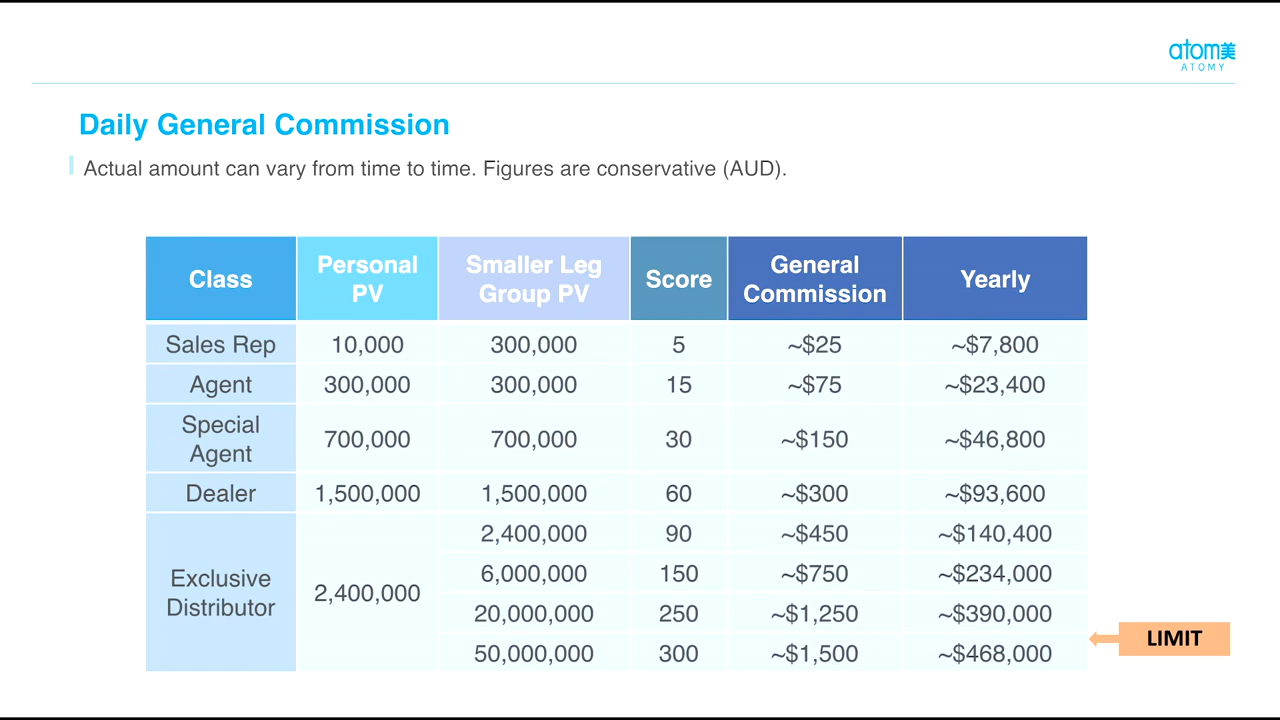 atom美
ATOMY
Daily General Commission
Actual amount can vary from time to time. Figures are conservative (AUD).
Class Personal PV Smaller Leg Group PV Score General Commission Yearly
Sales Rep 10,000 300,000 5 ~$25 ~$7,800
Agent 300,000 300,000 15 ~$75 ~$23,400
Special Agent 700,000 700,000 30 ~$150 ~$46,800
Dealer 1,500,000 1,500,000 60 ~$300 ~$93,600
Exclusive Distributor 2,400,000 2,400,000 90 ~$450 ~$140,400
6,000,000 150 ~$750 ~$234,000
20,000,000 250 ~$1,250 ~$390,000
LIMIT
50,000,000 300 ~$1,500 ~$468,000